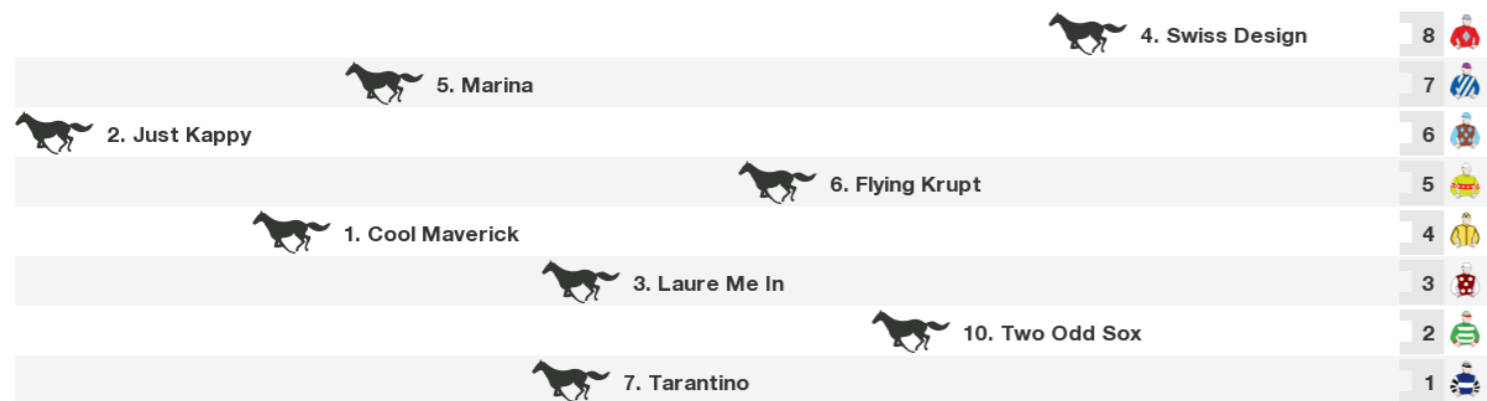 4. Swiss Design 8
5. Marina 7
2. Just Kappy 6
6. Flying Krupt 5
1. Cool Maverick 4
3. Laure Me In 3
10. Two Odd Sox 2
7. Tarantino 1